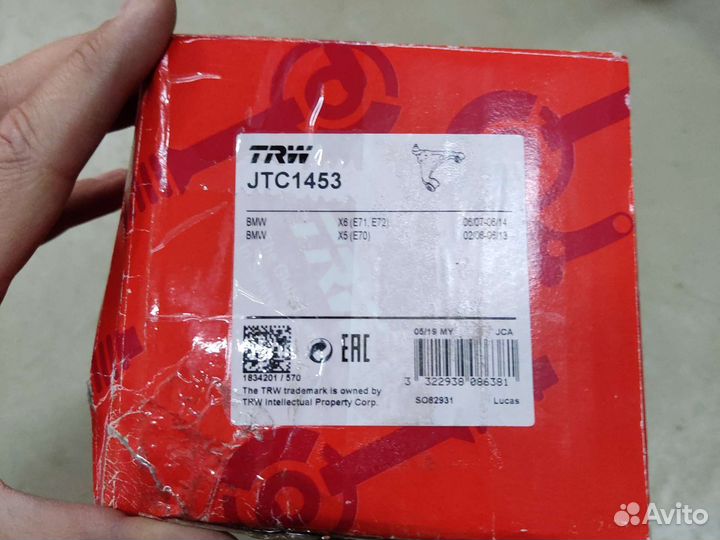 TRW
JTC1453
BMW X6 (E71, E72) 06/07-06/14
BMW X5 (E70) 02/06-06/13
EAC
05/19 MY JCA
1834201 / 570
3 322938 086381
The TRW trademark is owned by
TRW Intellectual Property Corp.
SO82931 Lucas
Avito